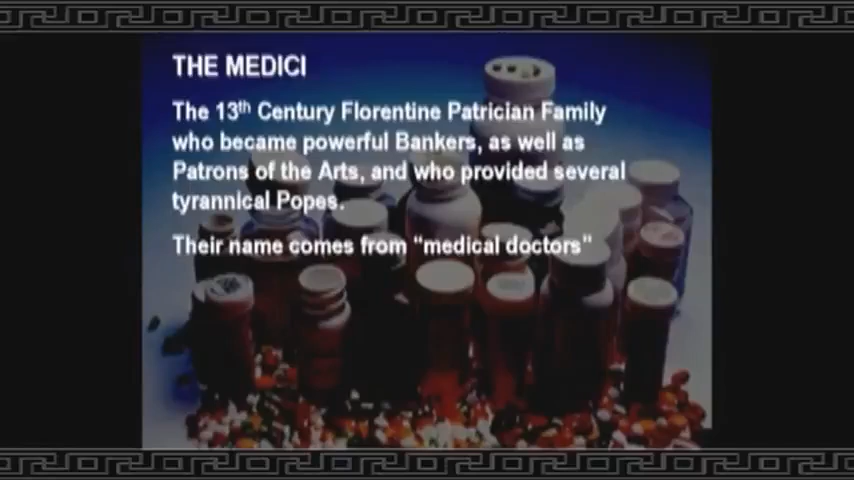 THE MEDICI
The 13th Century Florentine Patrician Family
who became powerful Bankers, as well as
Patrons of the Arts, and who provided several
tyrannical Popes.
Their name comes from “medical doctors”